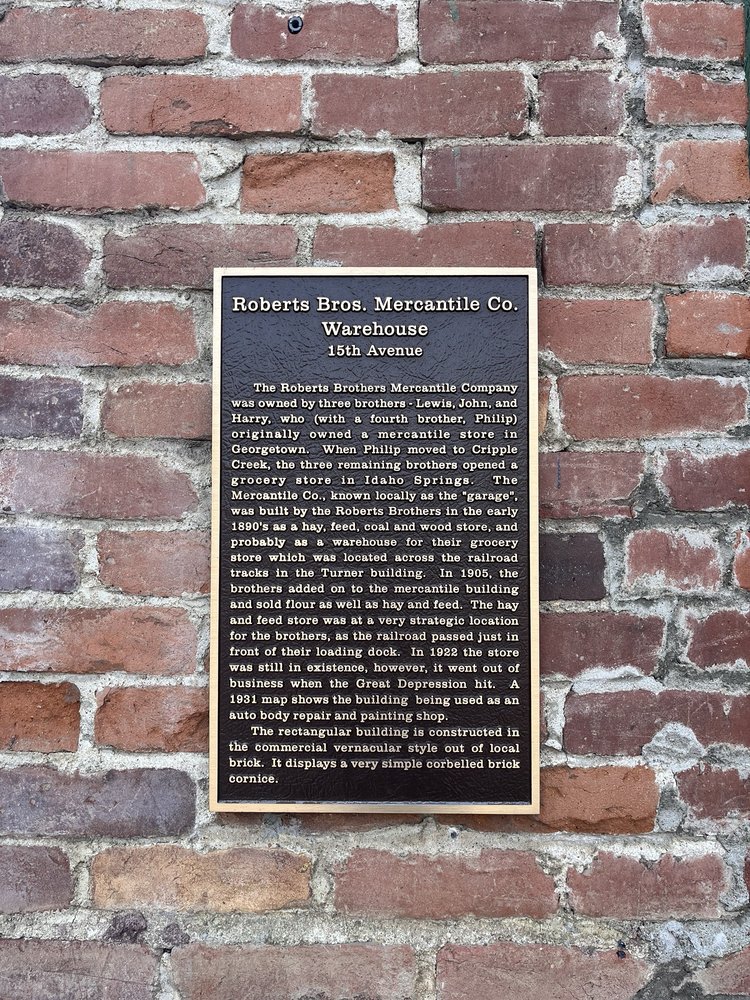 Roberts Bros. Mercantile Co.
Warehouse
15th Avenue
The Roberts Brothers Mercantile Company
was owned by three brothers - Lewis, John, and
Harry, who (with a fourth brother, Philip)
originally owned a mercantile store in
Georgetown. When Philip moved to Cripple
Creek, the three remaining brothers opened a
grocery store in Idaho Springs. The
Mercantile Co., known locally as the "garage",
was built by the Roberts Brothers in the early
1890's as a hay, feed, coal and wood store, and
probably as a warehouse for their grocery
store which was located across the railroad
tracks in the Turner building. In 1905, the
brothers added on to the mercantile building
and sold flour as well as hay and feed. The hay
and feed store was at a very strategic location
for the brothers, as the railroad passed just in
front of their loading dock. In 1922 the store
was still in existence, however, it went out of
business when the Great Depression hit. A
1931 map shows the building being used as an
auto body repair and painting shop.
The rectangular building is constructed in
the commercial vernacular style out of local
brick. It displays a very simple corbelled brick
cornice.